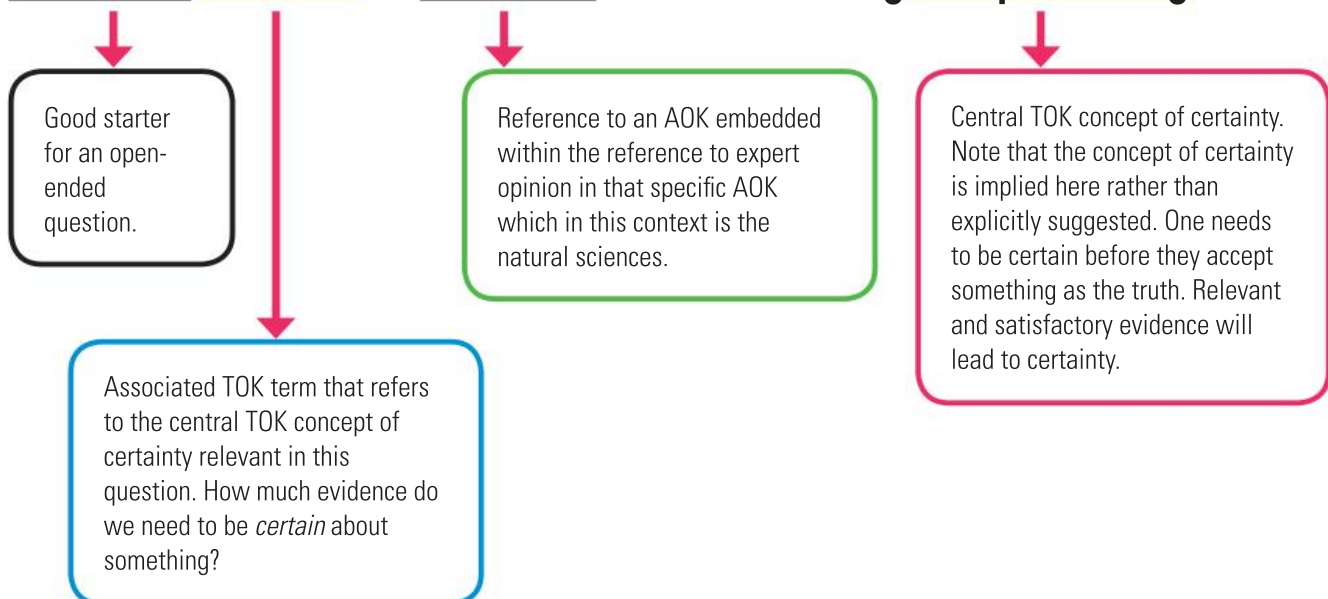 Good starter
for an open-
ended
question.
Reference to an AOK embedded
within the reference to expert
opinion in that specific AOK
which in this context is the
natural sciences.
Central TOK concept of certainty.
Note that the concept of certainty
is implied here rather than
explicitly suggested. One needs
to be certain before they accept
something as the truth. Relevant
and satisfactory evidence will
lead to certainty.
Associated TOK term that refers
to the central TOK concept of
certainty relevant in this
question. How much evidence do
we need to be certain about
something?